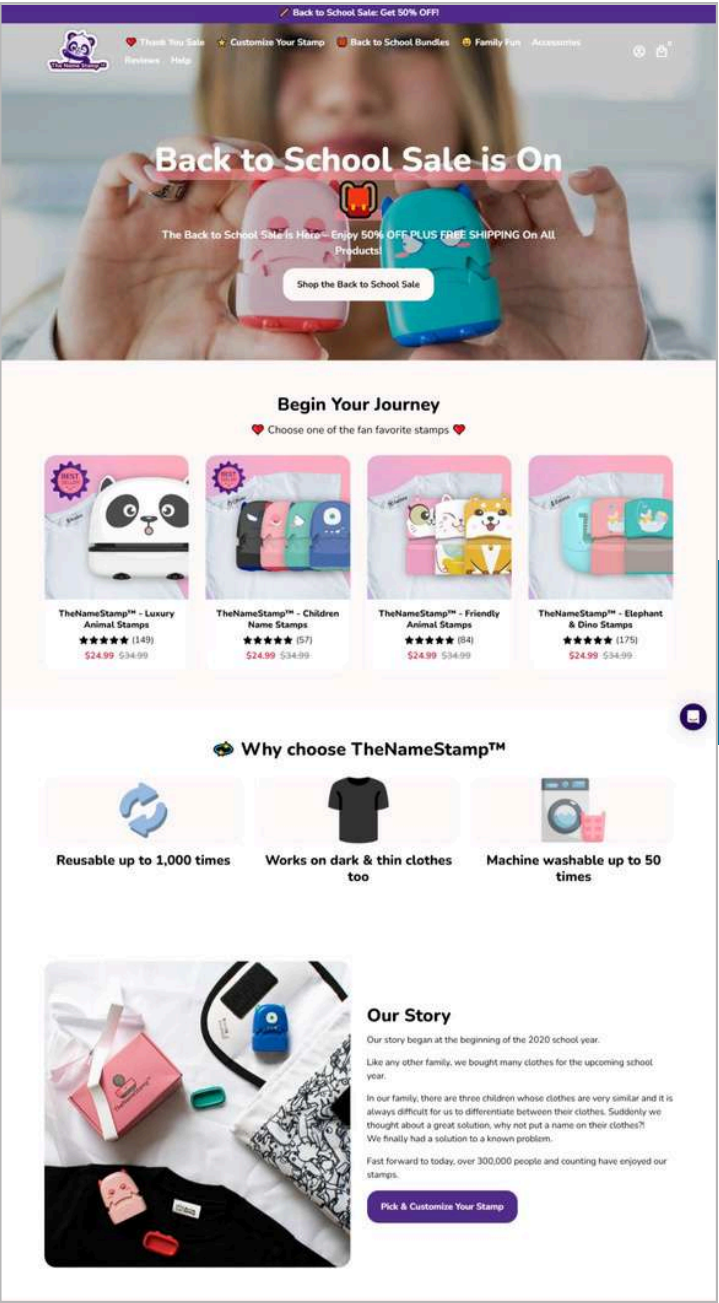 Back to School Sale: Get 50% OFF!
Thank You Sale Customize Your Stamp Back to School Bundles Family Fun Accessories
Reviews Help
The Name Stamp™
Back to School Sale is On
The Back to School Sale is Here – Enjoy 50% OFF PLUS FREE SHIPPING On All
Products!
Shop the Back to School Sale
Begin Your Journey
Choose one of the fan favorite stamps
BEST
BEST
TheNameStamp™ - Luxury
Animal Stamps
(149)
$24.99 $34.99
TheNameStamp™ - Children
Name Stamps
(57)
$24.99 $34.99
TheNameStamp™ - Friendly
Animal Stamps
(84)
$24.99 $34.99
TheNameStamp™ - Elephant
& Dino Stamps
(175)
$24.99 $34.99
Why choose TheNameStamp™
Reusable up to 1,000 times
Works on dark & thin clothes
too
Machine washable up to 50
times
TheNameStamp™
Our Story
Our story began at the beginning of the 2020 school year.
Like any other family, we bought many clothes for the upcoming school
year.
In our family, there are three children whose clothes are very similar and it is
always difficult for us to differentiate between their clothes. Suddenly we
thought about a great solution, why not put a name on their clothes?!
We finally had a solution to a known problem.
Fast forward to today, over 300,000 people and counting have enjoyed our
stamps.
Pick & Customize Your Stamp